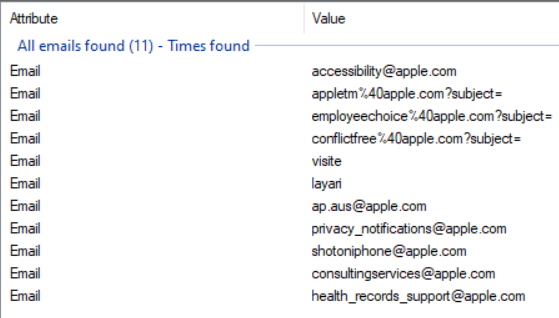 Attribute Value
All emails found (11) - Times found
Email accessibility@apple.com
Email appletm%40apple.com?subject=
Email employeechoice%40apple.com?subject=
Email conflictfree%40apple.com?subject=
Email visite
Email layari
Email ap.aus@apple.com
Email privacy_notifications@apple.com
Email shotoniphone@apple.com
Email consultingservices@apple.com
Email health_records_support@apple.com